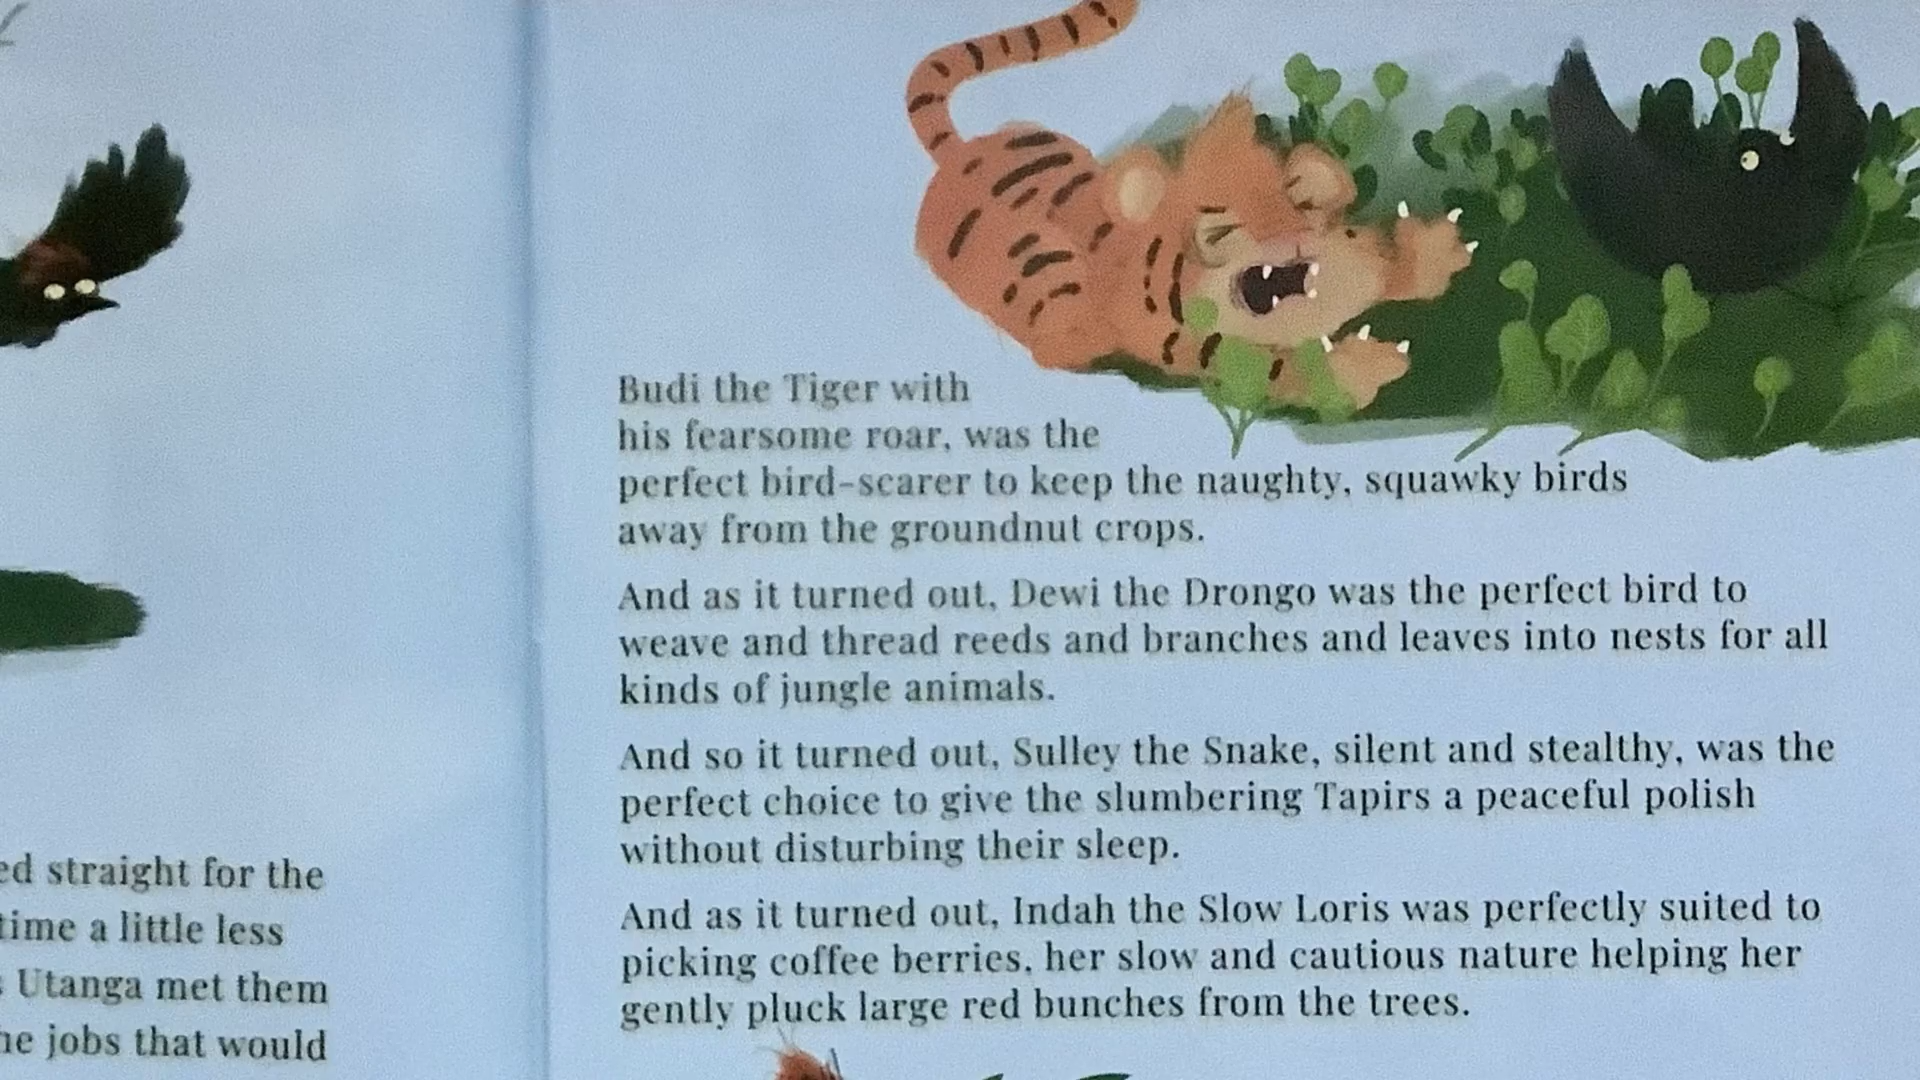 ed straight for the
time a little less
Utanga met them
he jobs that would
Budi the Tiger with
his fearsome roar, was the
perfect bird-scarer to keep the naughty, squawky birds
away from the groundnut crops.
And as it turned out, Dewi the Drongo was the perfect bird to
weave and thread reeds and branches and leaves into nests for all
kinds of jungle animals.
And so it turned out, Sulley the Snake, silent and stealthy, was the
perfect choice to give the slumbering Tapirs a peaceful polish
without disturbing their sleep.
And as it turned out, Indah the Slow Loris was perfectly suited to
picking coffee berries, her slow and cautious nature helping her
gently pluck large red bunches from the trees.